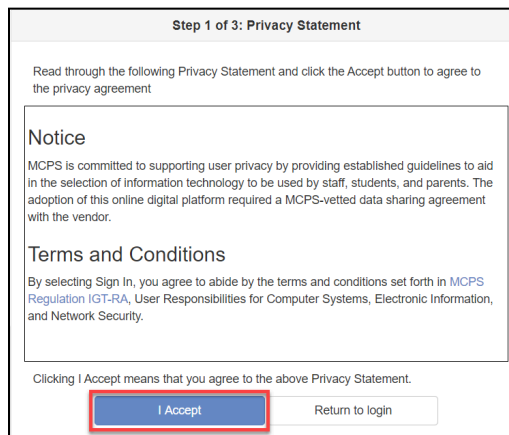 Step 1 of 3: Privacy Statement
Read through the following Privacy Statement and click the Accept button to agree to
the privacy agreement
Notice
MCPS is committed to supporting user privacy by providing established guidelines to aid
in the selection of information technology to be used by staff, students, and parents. The
adoption of this online digital platform required a MCPS-vetted data sharing agreement
with the vendor.
Terms and Conditions
By selecting Sign In, you agree to abide by the terms and conditions set forth in MCPS
Regulation IGT-RA, User Responsibilities for Computer Systems, Electronic Information,
and Network Security.
Clicking I Accept means that you agree to the above Privacy Statement.
I Accept Return to login